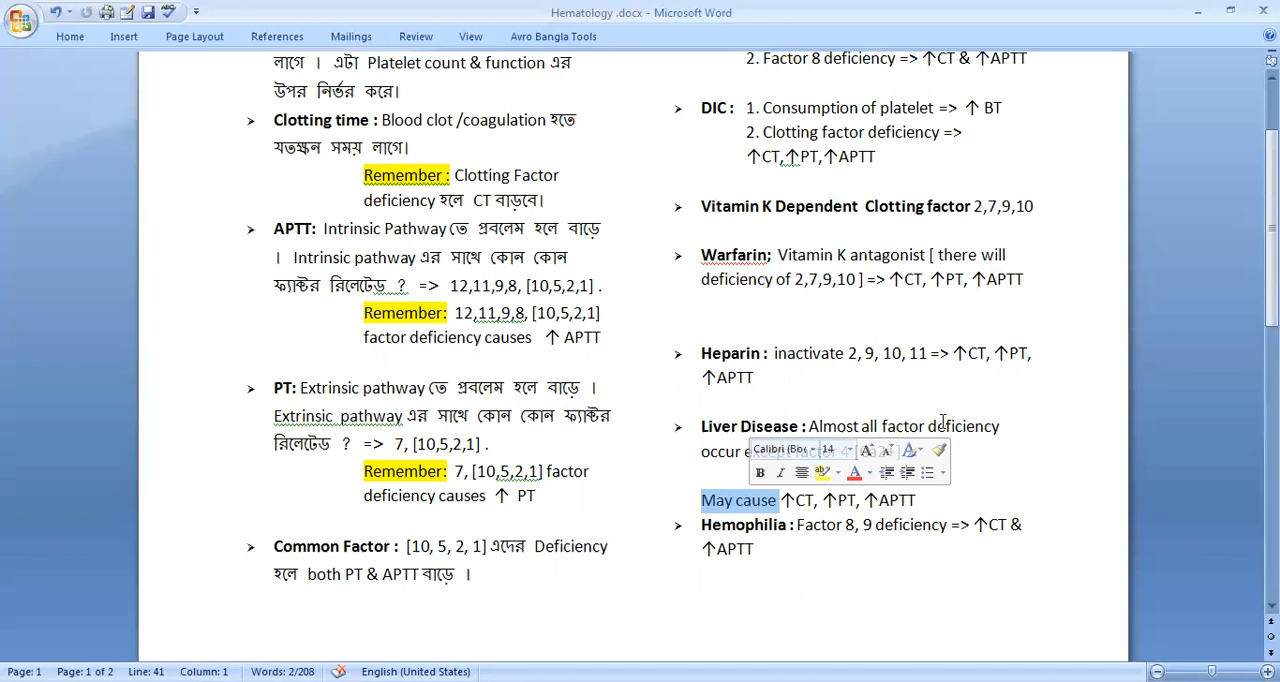 Hematology .docx - Microsoft Word
Home Insert Page Layout References Mailings Review View Avro Bangla Tools
লাগে । এটা Platelet count & function এর
উপর নির্ভর করে।
➢ Clotting time : Blood clot /coagulation হতে
যতক্ষন সময় লাগে।
Remember : Clotting Factor
deficiency হলে CT বাড়বে।
➢ APTT: Intrinsic Pathway তে প্রবলেম হলে বাড়ে
। Intrinsic pathway এর সাথে কোন কোন
ফ্যাক্টর রিলেটেড ? => 12,11,9,8, [10,5,2,1] .
Remember: 12,11,9,8, [10,5,2,1]
factor deficiency causes ↑ APTT
➢ PT: Extrinsic pathway তে প্রবলেম হলে বাড়ে ।
Extrinsic pathway এর সাথে কোন কোন ফ্যাক্টর
রিলেটেড ? => 7, [10,5,2,1] .
Remember: 7, [10,5,2,1] factor
deficiency causes ↑ PT
➢ Common Factor : [10, 5, 2, 1] এদের Deficiency
হলে both PT & APTT বাড়ে ।
2. Factor 8 deficiency => ↑CT & ↑APTT
➢ DIC : 1. Consumption of platelet => ↑ BT
2. Clotting factor deficiency =>
↑CT,↑PT,↑APTT
➢ Vitamin K Dependent Clotting factor 2,7,9,10
➢ Warfarin; Vitamin K antagonist [ there will
deficiency of 2,7,9,10 ] => ↑CT, ↑PT, ↑APTT
➢ Heparin : inactivate 2, 9, 10, 11 => ↑CT, ↑PT,
↑APTT
➢ Liver Disease : Almost all factor deficiency
occur except factor 4
Calibri (Boo 14
May cause ↑CT, ↑PT, ↑APTT
➢ Hemophilia : Factor 8, 9 deficiency => ↑CT &
↑APTT
Page: 1 Page: 1 of 2 Line: 41 Column: 1 Words: 2/208 English (United States)